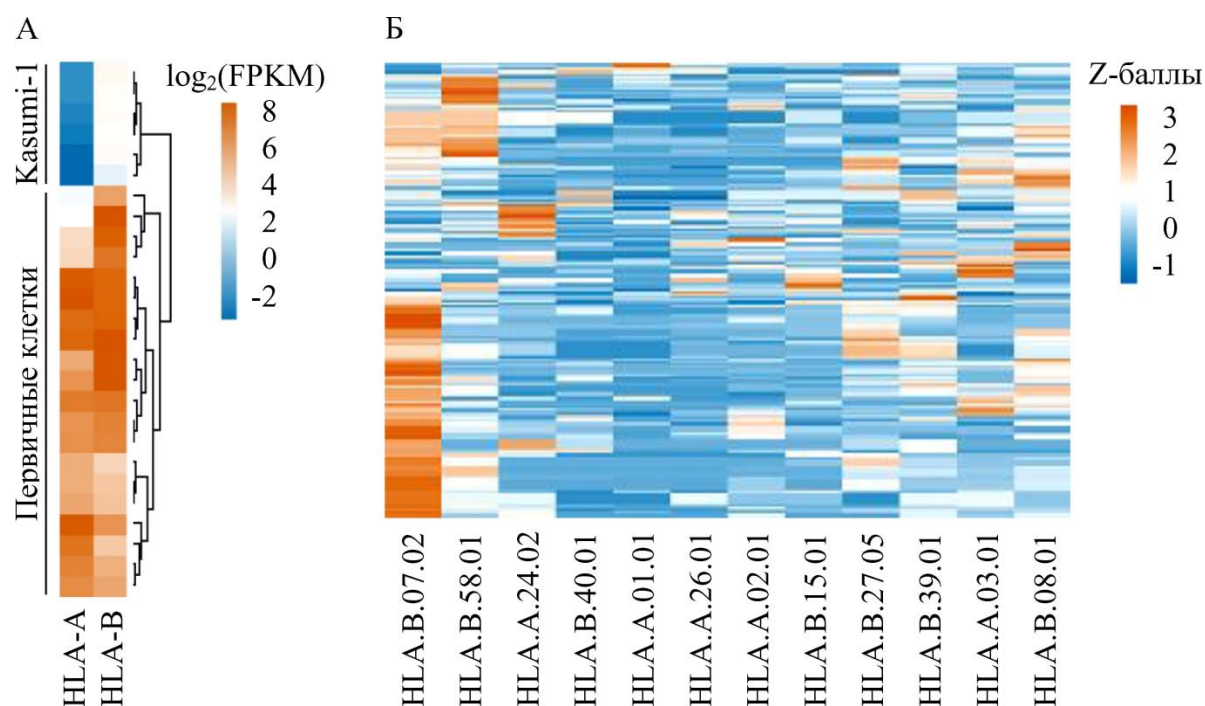 А
Kasumi-1
Первичные клетки
HLA-A
HLA-B
log₂(FPKM)
8
6
4
2
0
-2
Б
Z-баллы
3
2
1
0
-1
HLA.B.07.02
HLA.B.58.01
HLA.A.24.02
HLA.B.40.01
HLA.A.01.01
HLA.A.26.01
HLA.A.02.01
HLA.B.15.01
HLA.B.27.05
HLA.B.39.01
HLA.A.03.01
HLA.B.08.01